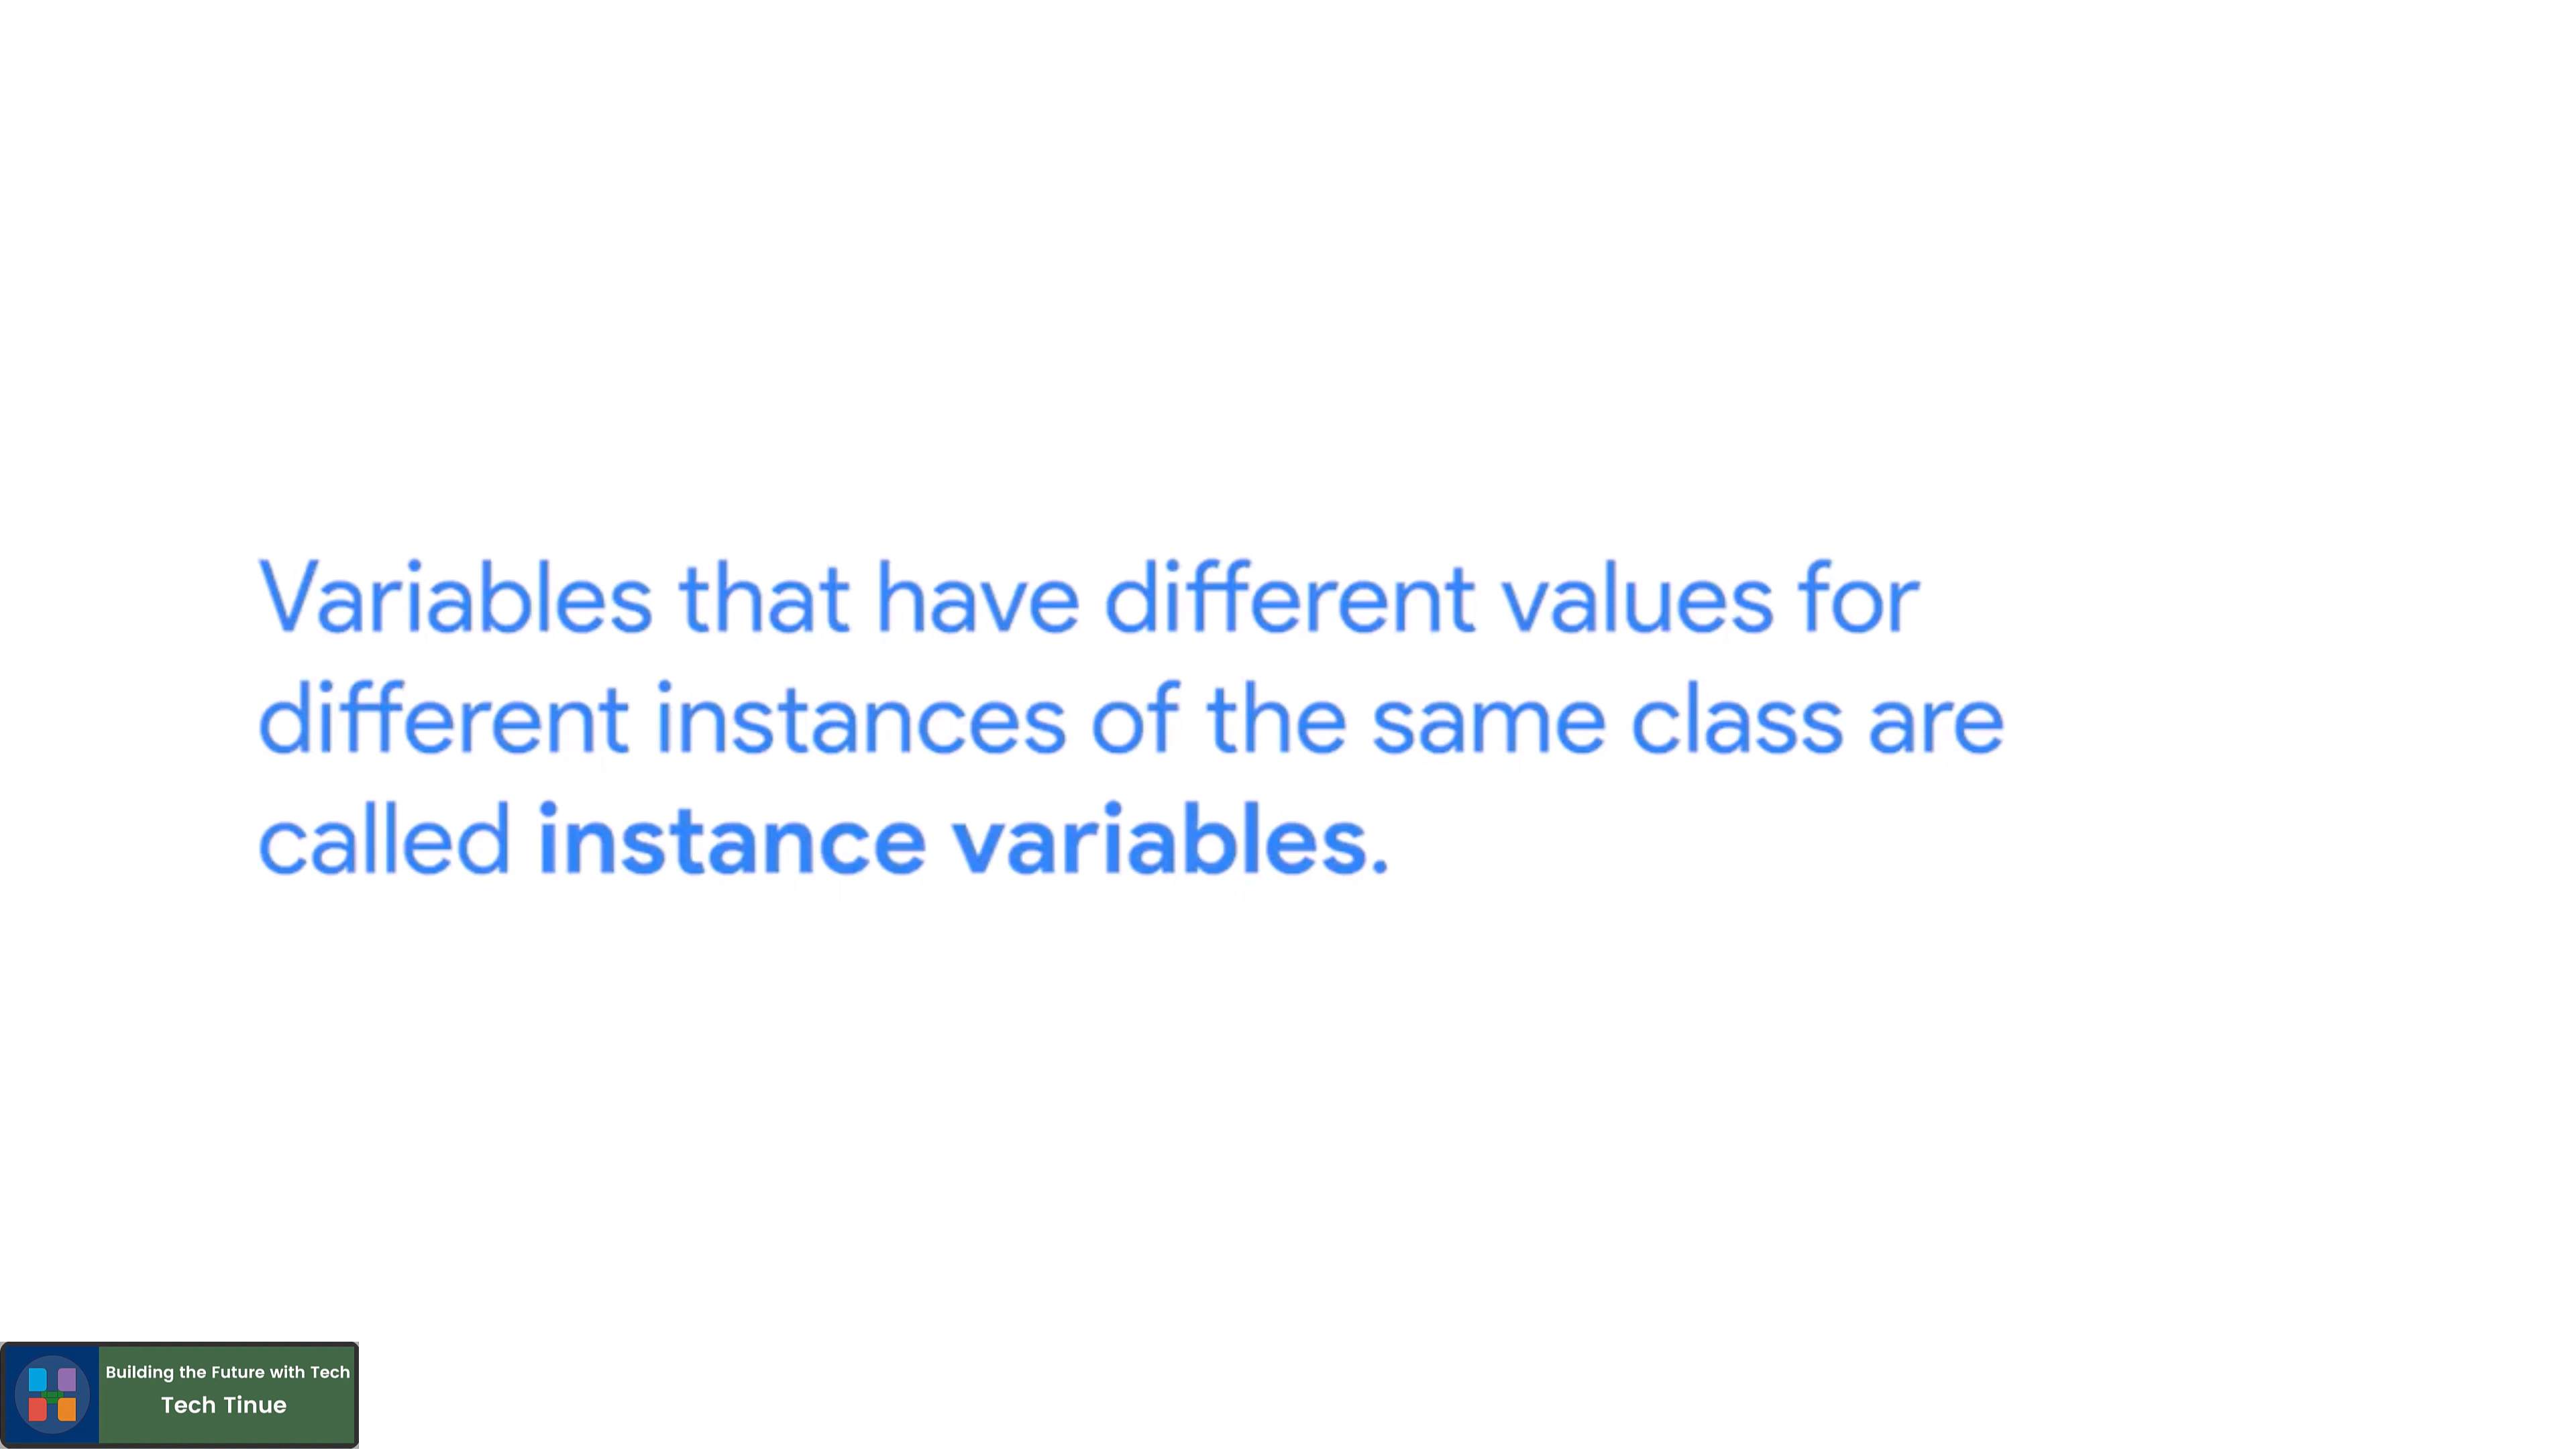 Variables that have different values for
different instances of the same class are
called instance variables.
Building the Future with Tech
Tech Tinue